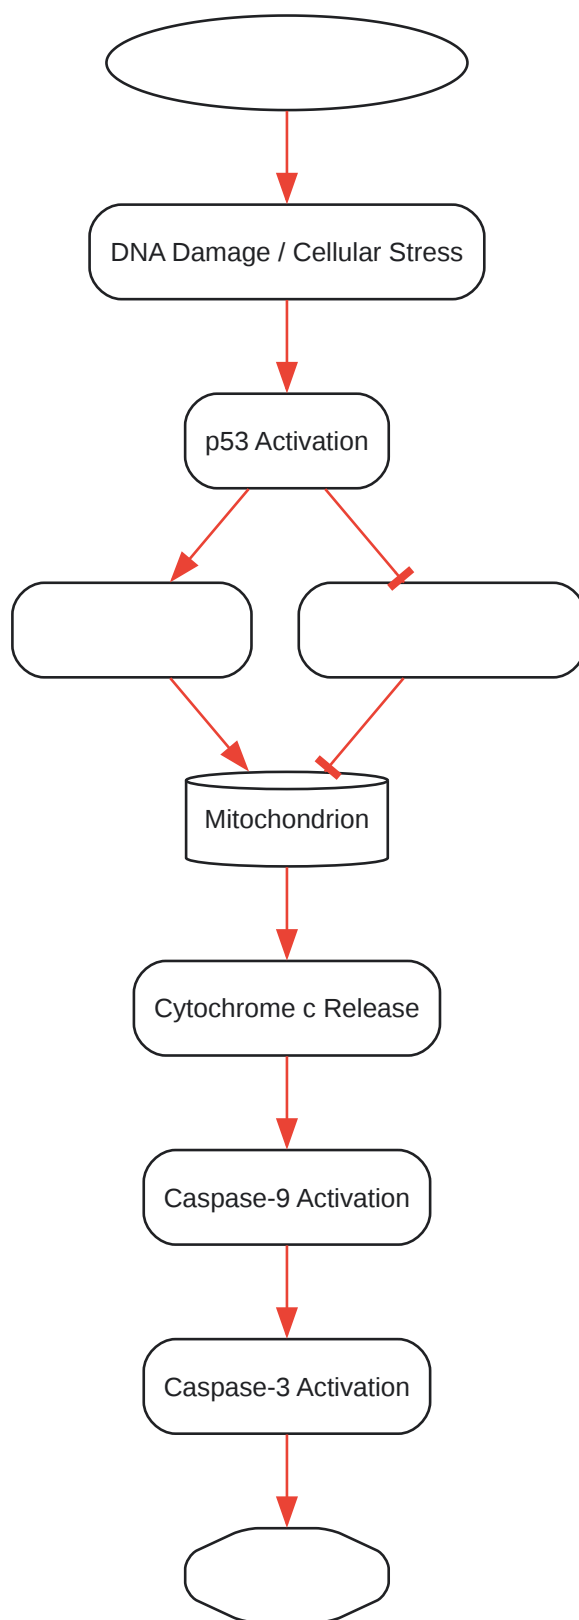 DNA Damage / Cellular Stress
p53 Activation
Mitochondrion
Cytochrome c Release
Caspase-9 Activation
Caspase-3 Activation